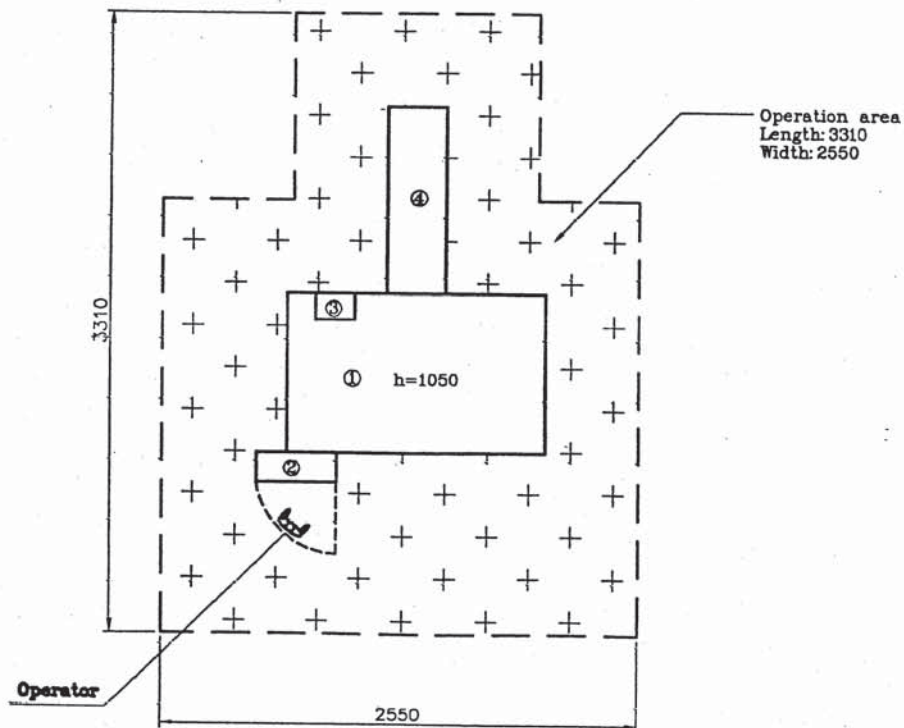 Operation area
Length: 3310
Width: 2550
④
3310
③
① h=1050
②
Operator
2550